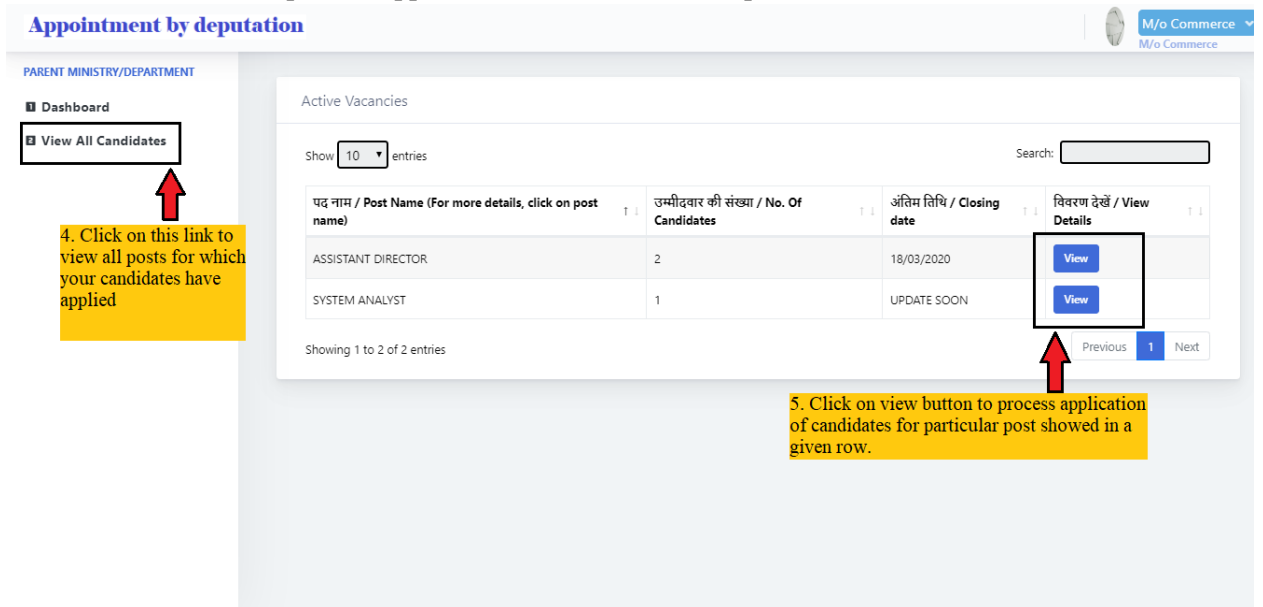 Appointment by deputation
M/o Commerce
M/o Commerce
PARENT MINISTRY/DEPARTMENT
1 Dashboard
2 View All Candidates
4. Click on this link to
view all posts for which
your candidates have
applied
Active Vacancies
Show 10 entries
Search:
पद नाम / Post Name (For more details, click on post
name)
उम्मीदवार की संख्या / No. Of
Candidates
अंतिम तिथि / Closing
date
विवरण देखें / View
Details
ASSISTANT DIRECTOR 2 18/03/2020 View
SYSTEM ANALYST 1 UPDATE SOON View
Showing 1 to 2 of 2 entries
Previous 1 Next
5. Click on view button to process application
of candidates for particular post showed in a
given row.